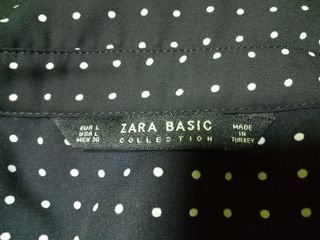 EUR L
USA L
MEX 30
ZARA BASIC
COLLECTION
MADE
IN
TURKEY